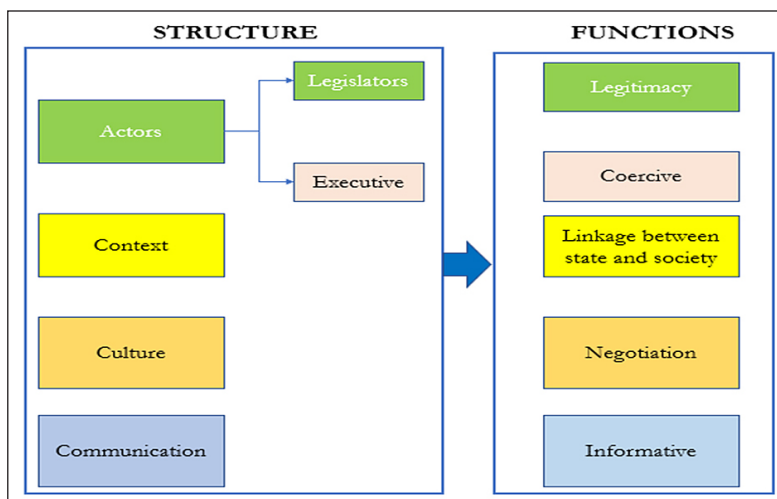 STRUCTURE
Actors
Legislators
Executive
Context
Culture
Communication
FUNCTIONS
Legitimacy
Coercive
Linkage between
state and society
Negotiation
Informative